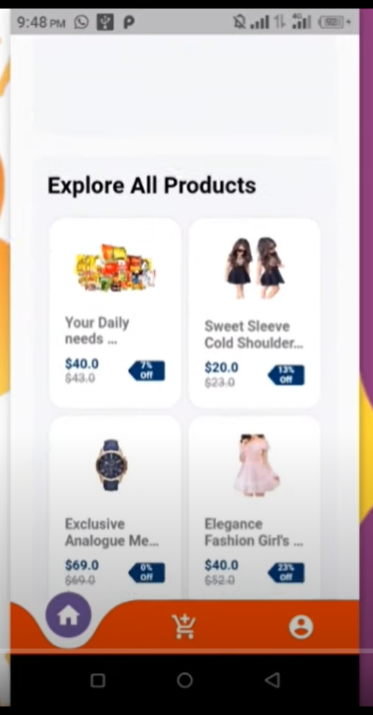 9:48 PM
Explore All Products
Your Daily
needs ...
$40.0
$43.0
7%
Off
Sweet Sleeve
Cold Shoulder...
$20.0
$23.0
13%
Off
Exclusive
Analogue Me...
$69.0
$69.0
0%
Off
Elegance
Fashion Girl's ...
$40.0
$52.0
23%
Off